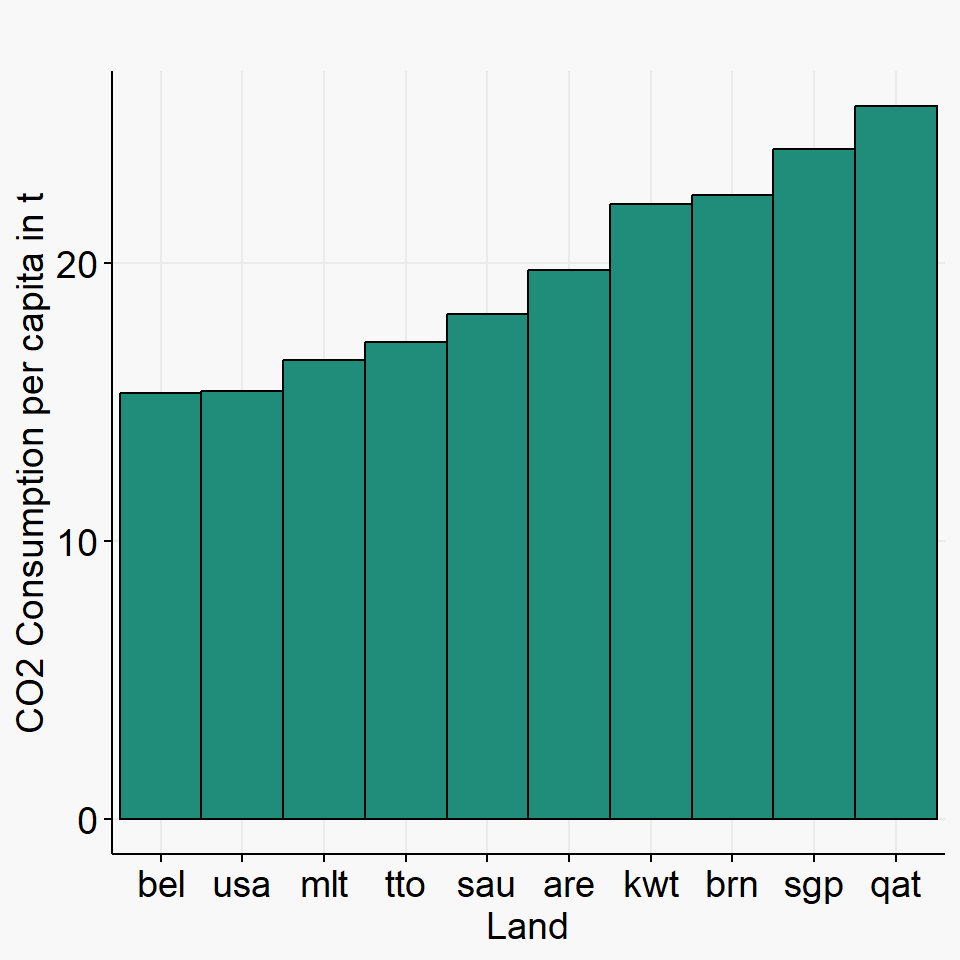 CO2 Consumption per capita in t
20
10
0
bel usa mlt tto sau are kwt brn sgp qat
Land